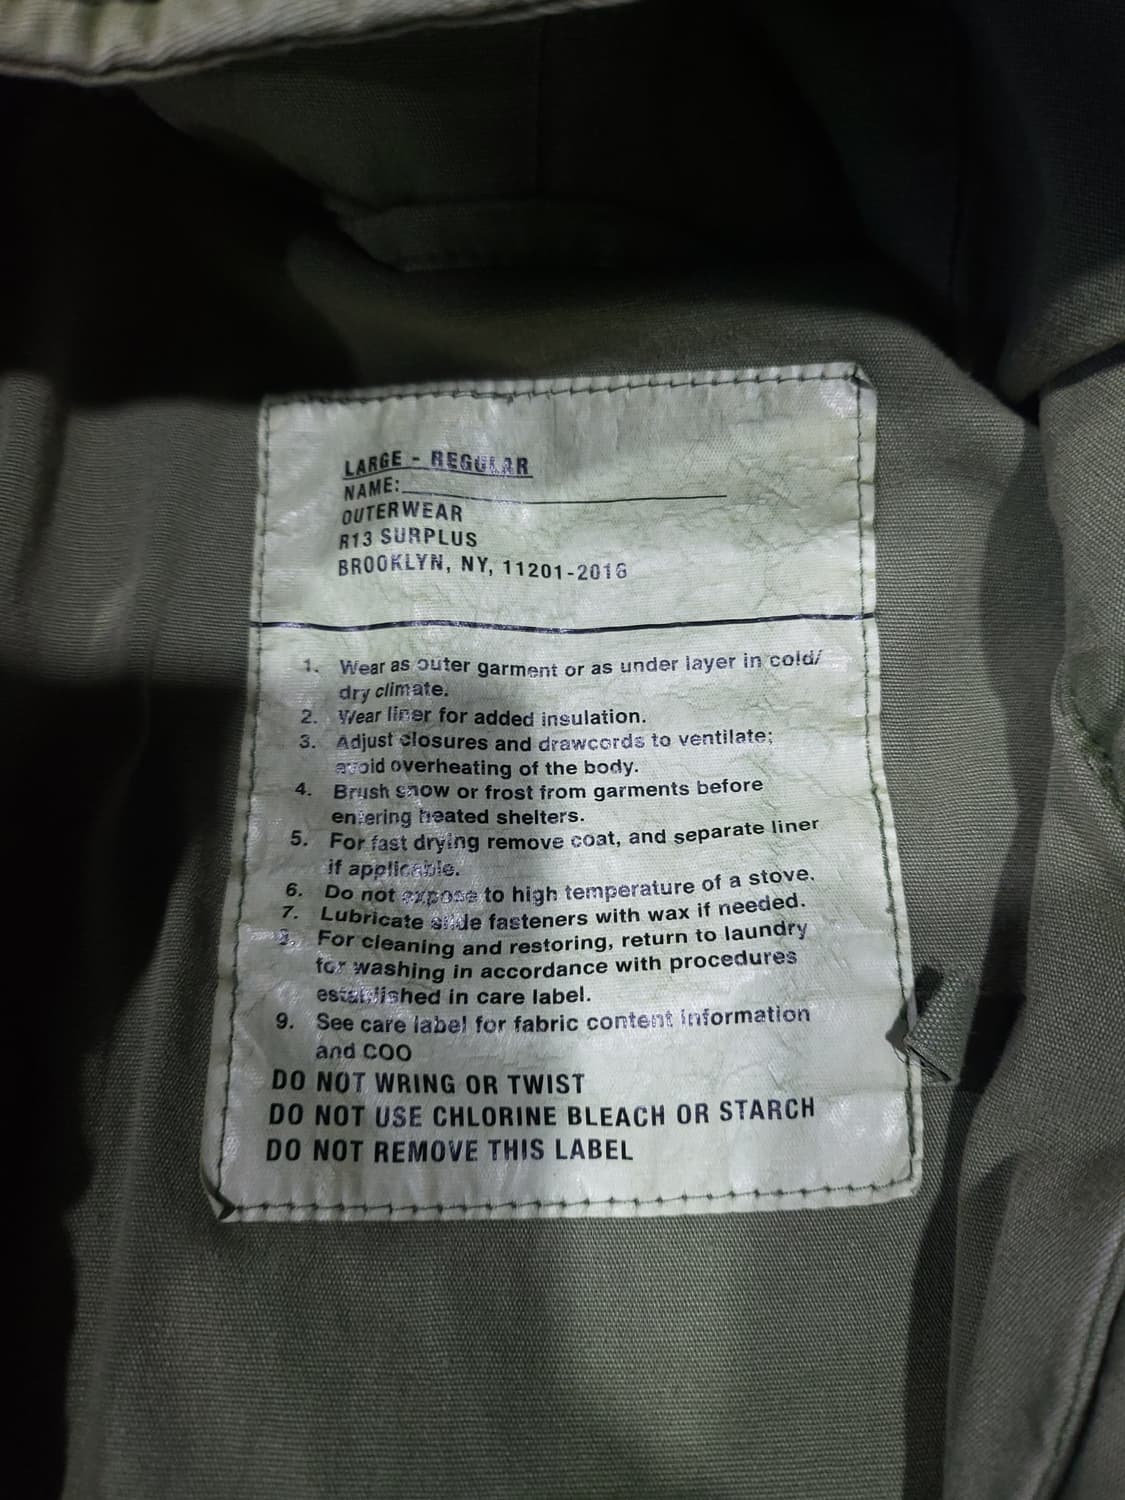 LARGE - REGULAR
NAME:
OUTERWEAR
R13 SURPLUS
BROOKLYN, NY, 11201-2016
1. Wear as outer garment or as under layer in cold/
dry climate.
2. Wear liner for added insulation.
3. Adjust closures and drawcords to ventilate;
avoid overheating of the body.
4. Brush snow or frost from garments before
entering heated shelters.
5. For fast drying remove coat, and separate liner
if applicable.
6. Do not expose to high temperature of a stove.
7. Lubricate slide fasteners with wax if needed.
8. For cleaning and restoring, return to laundry
for washing in accordance with procedures
established in care label.
9. See care label for fabric content information
and COO
DO NOT WRING OR TWIST
DO NOT USE CHLORINE BLEACH OR STARCH
DO NOT REMOVE THIS LABEL